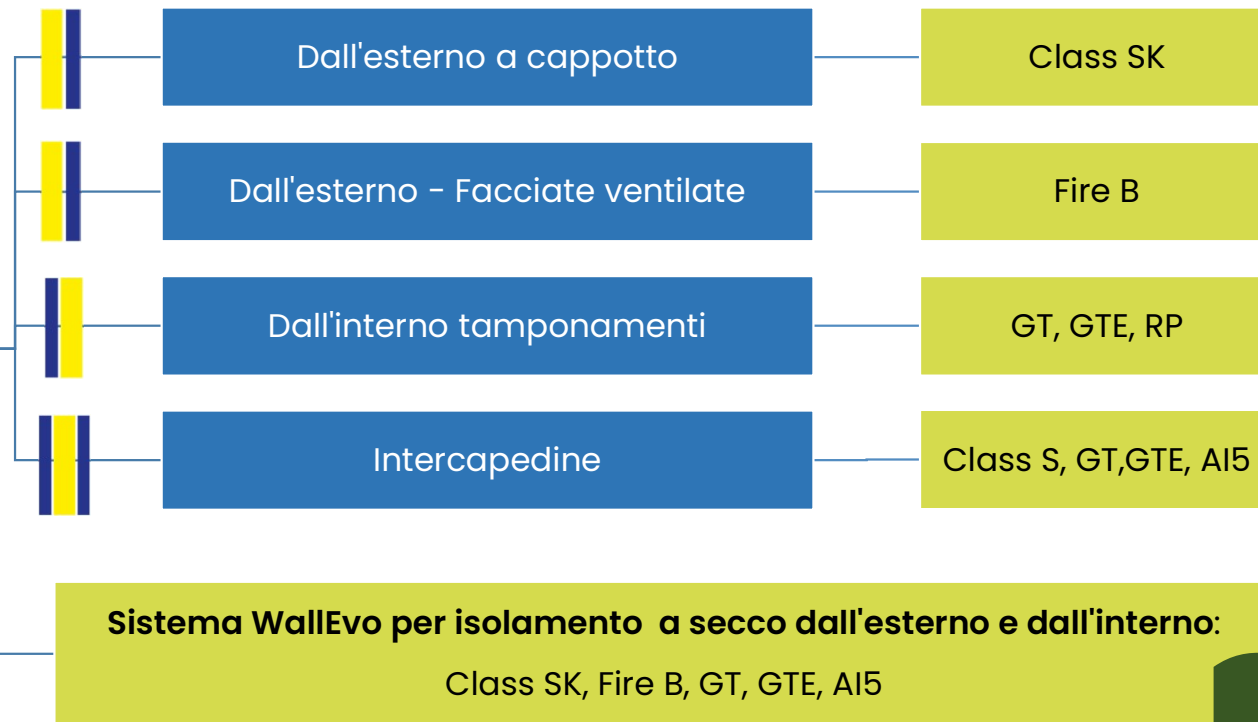 Dall'esterno a cappotto
Class SK
Dall'esterno - Facciate ventilate
Fire B
Dall'interno tamponamenti
GT, GTE, RP
Intercapedine
Class S, GT,GTE, AI5
Sistema WallEvo per isolamento a secco dall'esterno e dall'interno:
Class SK, Fire B, GT, GTE, AI5